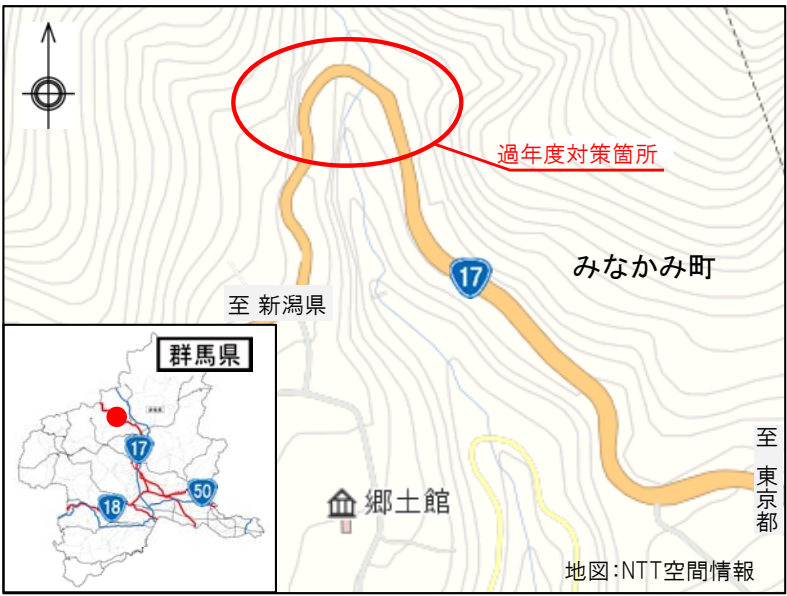 過年度対策箇所
みなかみ町
17
至 新潟県
群馬県
17
50
18
郷土館
至 東京都
地図:NTT空間情報